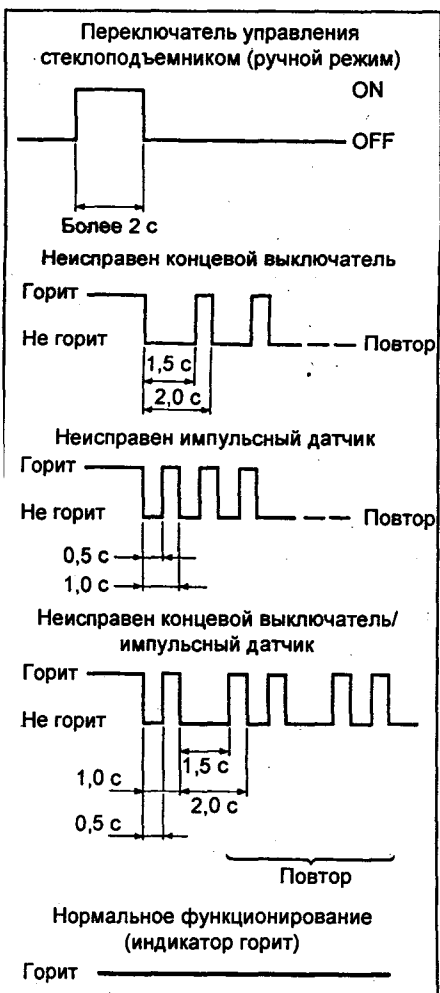 Переключатель управления
стеклоподъемником (ручной режим)
ON
OFF
Более 2 с
Неисправен концевой выключатель
Горит
Не горит
Повтор
1,5 с
2,0 с
Неисправен импульсный датчик
Горит
Не горит
Повтор
0,5 с
1,0 с
Неисправен концевой выключатель/
импульсный датчик
Горит
Не горит
1,5 с
1,0 с
2,0 с
0,5 с
Повтор
Нормальное функционирование
(индикатор горит)
Горит